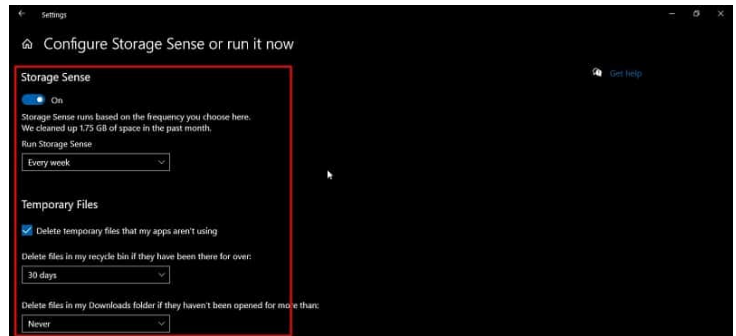 Settings
Configure Storage Sense or run it now
Storage Sense
Get help
On
Storage Sense runs based on the frequency you choose here.
We cleaned up 1.75 GB of space in the past month.
Run Storage Sense
Every week
Temporary Files
Delete temporary files that my apps aren't using
Delete files in my recycle bin if they have been there for over:
30 days
Delete files in my Downloads folder if they haven't been opened for more than:
Never